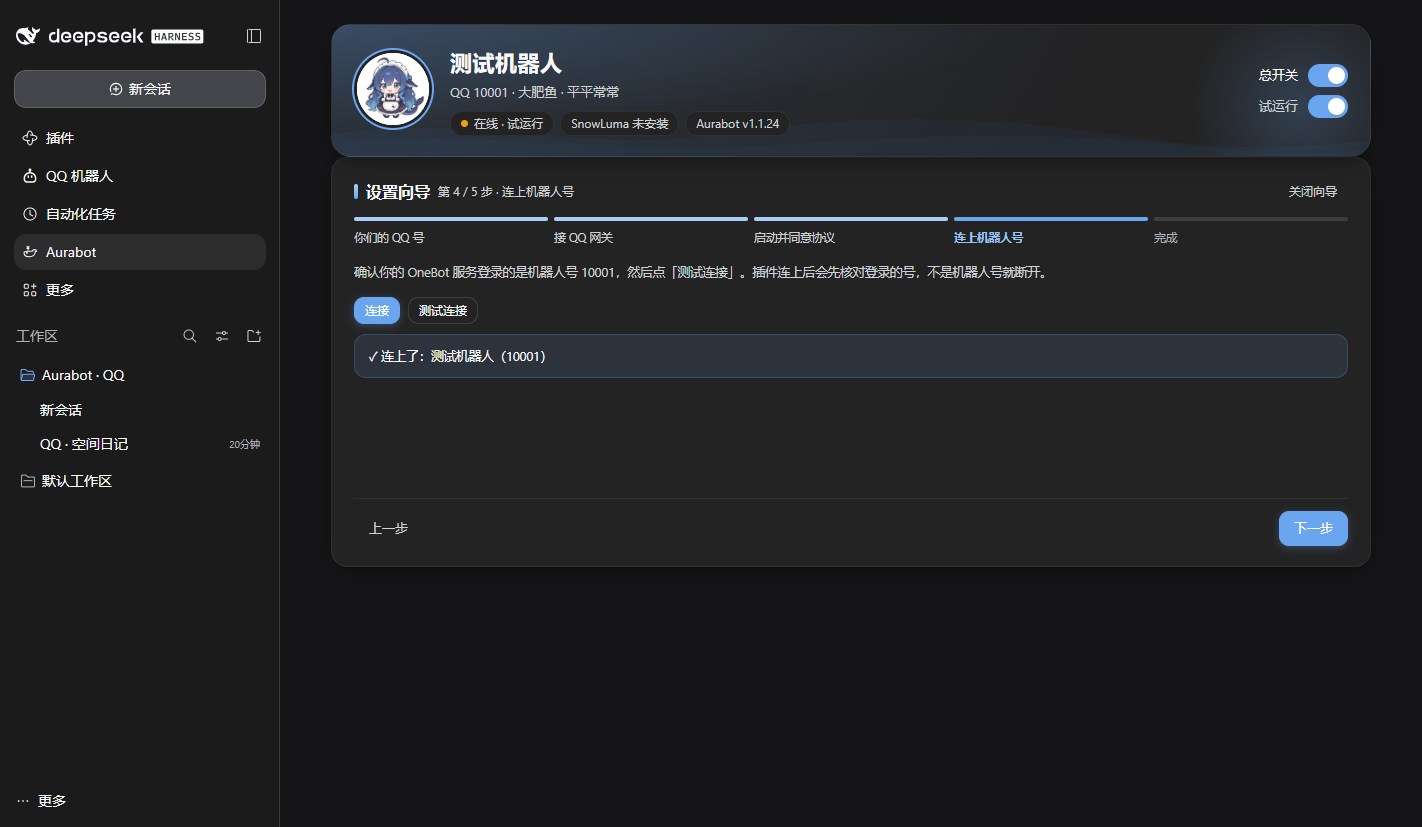 deepseek HARNESS
新会话
插件
QQ 机器人
自动化任务
Aurabot
更多
工作区
Aurabot · QQ
新会话
QQ · 空间日记 20分钟
默认工作区
··· 更多
测试机器人
QQ 10001 · 大肥鱼 · 平平常常
在线 · 试运行 SnowLuma 未安装 Aurabot v1.1.24
总开关
试运行
设置向导 第 4 / 5 步 · 连上机器人号 关闭向导
你们的 QQ 号 接 QQ 网关 启动并同意协议 连上机器人号 完成
确认你的 OneBot 服务登录的是机器人号 10001，然后点「测试连接」。插件连上后会先核对登录的号，不是机器人号就断开。
连接 测试连接
✓ 连上了：测试机器人（10001）
上一步 下一步